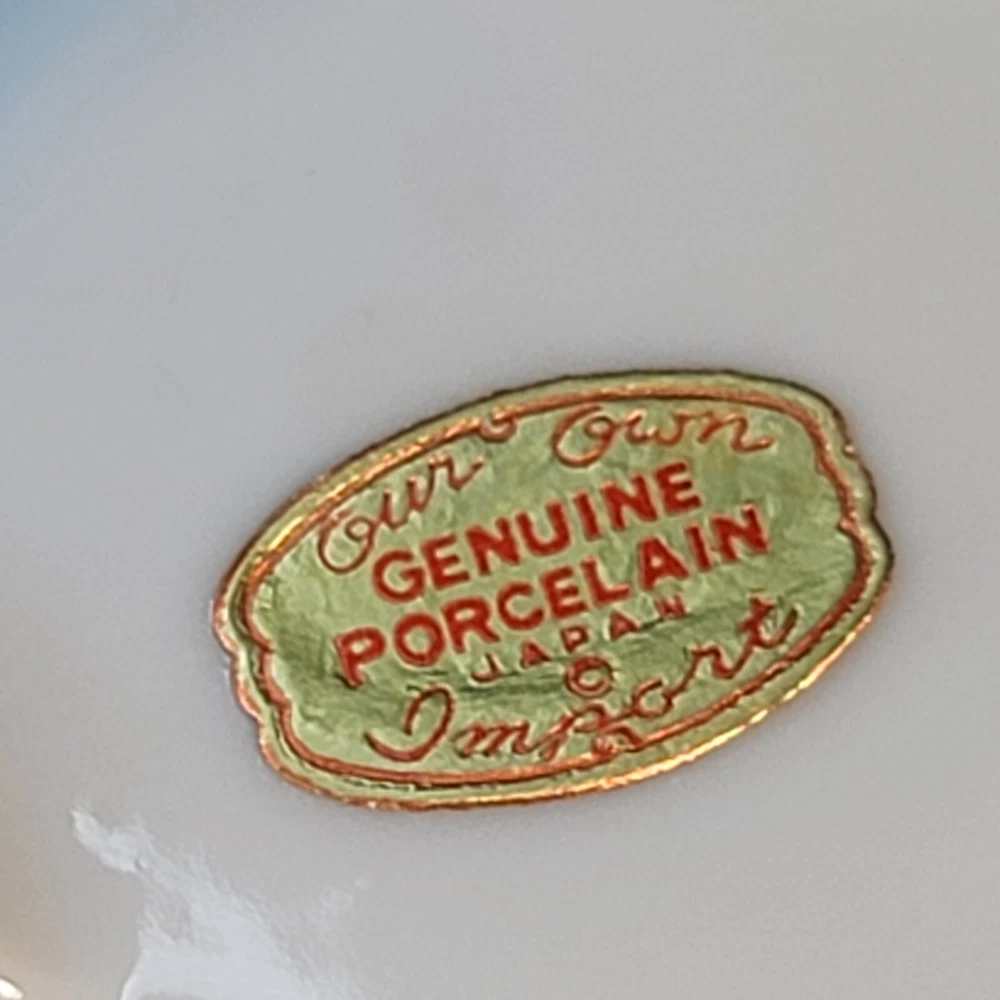 Our Own
GENUINE
PORCELAIN
JAPAN
©
Import